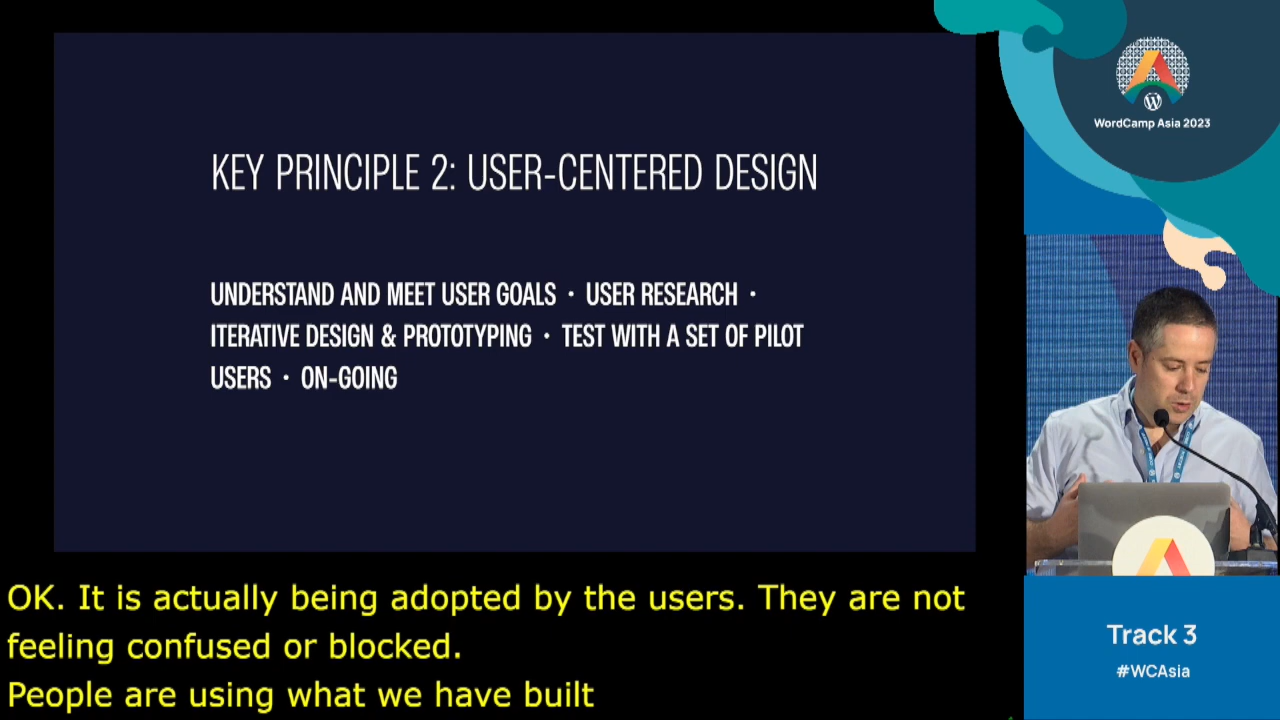 KEY PRINCIPLE 2: USER-CENTERED DESIGN
UNDERSTAND AND MEET USER GOALS · USER RESEARCH ·
ITERATIVE DESIGN & PROTOTYPING · TEST WITH A SET OF PILOT
USERS · ON-GOING
OK. It is actually being adopted by the users. They are not
feeling confused or blocked.
People are using what we have built
WordCamp Asia 2023
Track 3
#WCAsia